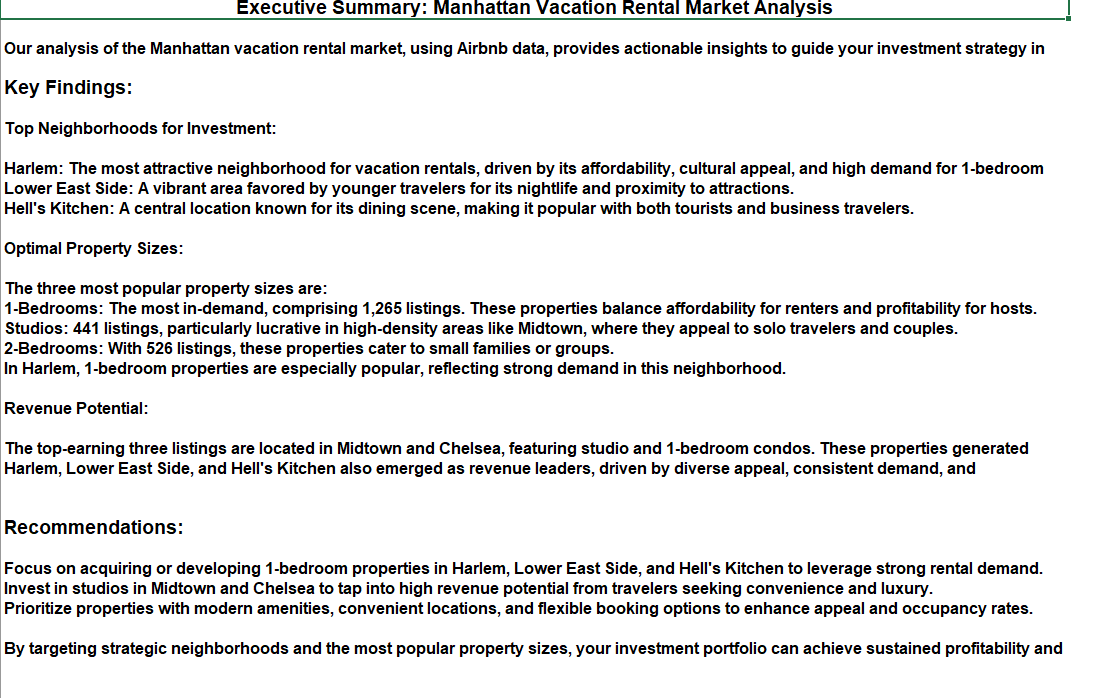 Executive Summary: Manhattan Vacation Rental Market Analysis
Our analysis of the Manhattan vacation rental market, using Airbnb data, provides actionable insights to guide your investment strategy in
Key Findings:
Top Neighborhoods for Investment:
Harlem: The most attractive neighborhood for vacation rentals, driven by its affordability, cultural appeal, and high demand for 1-bedroom
Lower East Side: A vibrant area favored by younger travelers for its nightlife and proximity to attractions.
Hell's Kitchen: A central location known for its dining scene, making it popular with both tourists and business travelers.
Optimal Property Sizes:
The three most popular property sizes are:
1-Bedrooms: The most in-demand, comprising 1,265 listings. These properties balance affordability for renters and profitability for hosts.
Studios: 441 listings, particularly lucrative in high-density areas like Midtown, where they appeal to solo travelers and couples.
2-Bedrooms: With 526 listings, these properties cater to small families or groups.
In Harlem, 1-bedroom properties are especially popular, reflecting strong demand in this neighborhood.
Revenue Potential:
The top-earning three listings are located in Midtown and Chelsea, featuring studio and 1-bedroom condos. These properties generated
Harlem, Lower East Side, and Hell's Kitchen also emerged as revenue leaders, driven by diverse appeal, consistent demand, and
Recommendations:
Focus on acquiring or developing 1-bedroom properties in Harlem, Lower East Side, and Hell's Kitchen to leverage strong rental demand.
Invest in studios in Midtown and Chelsea to tap into high revenue potential from travelers seeking convenience and luxury.
Prioritize properties with modern amenities, convenient locations, and flexible booking options to enhance appeal and occupancy rates.
By targeting strategic neighborhoods and the most popular property sizes, your investment portfolio can achieve sustained profitability and